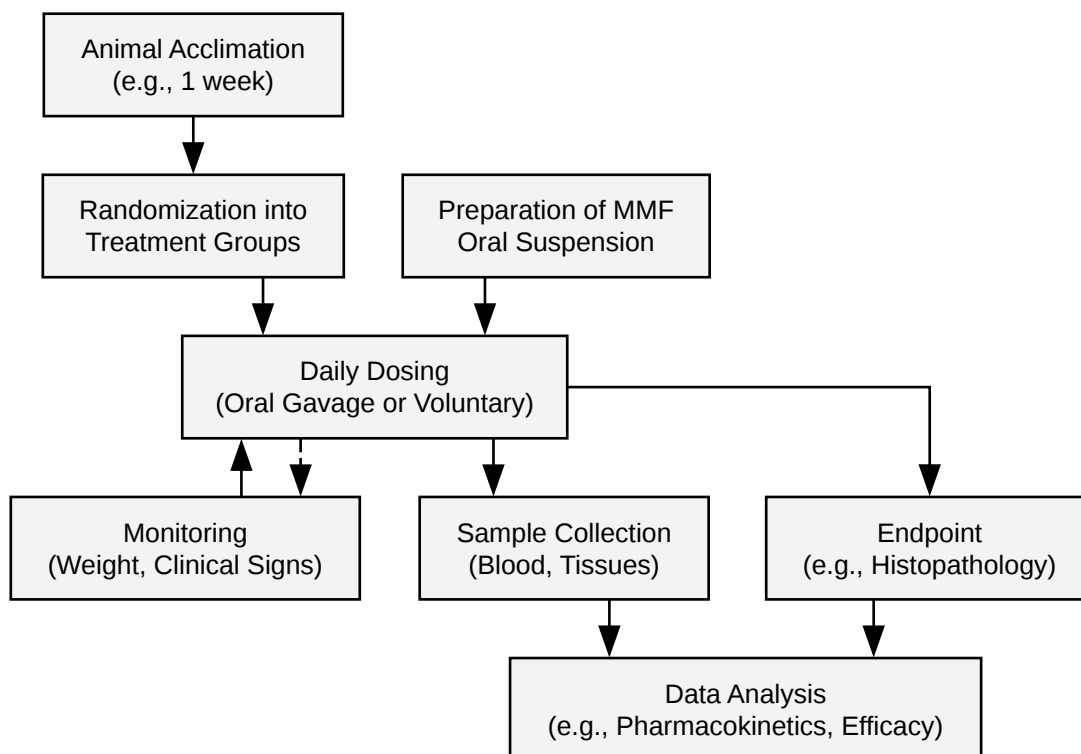 Animal Acclimation
(e.g., 1 week)
Randomization into
Treatment Groups
Preparation of MMF
Oral Suspension
Daily Dosing
(Oral Gavage or Voluntary)
Monitoring
(Weight, Clinical Signs)
Sample Collection
(Blood, Tissues)
Endpoint
(e.g., Histopathology)
Data Analysis
(e.g., Pharmacokinetics, Efficacy)